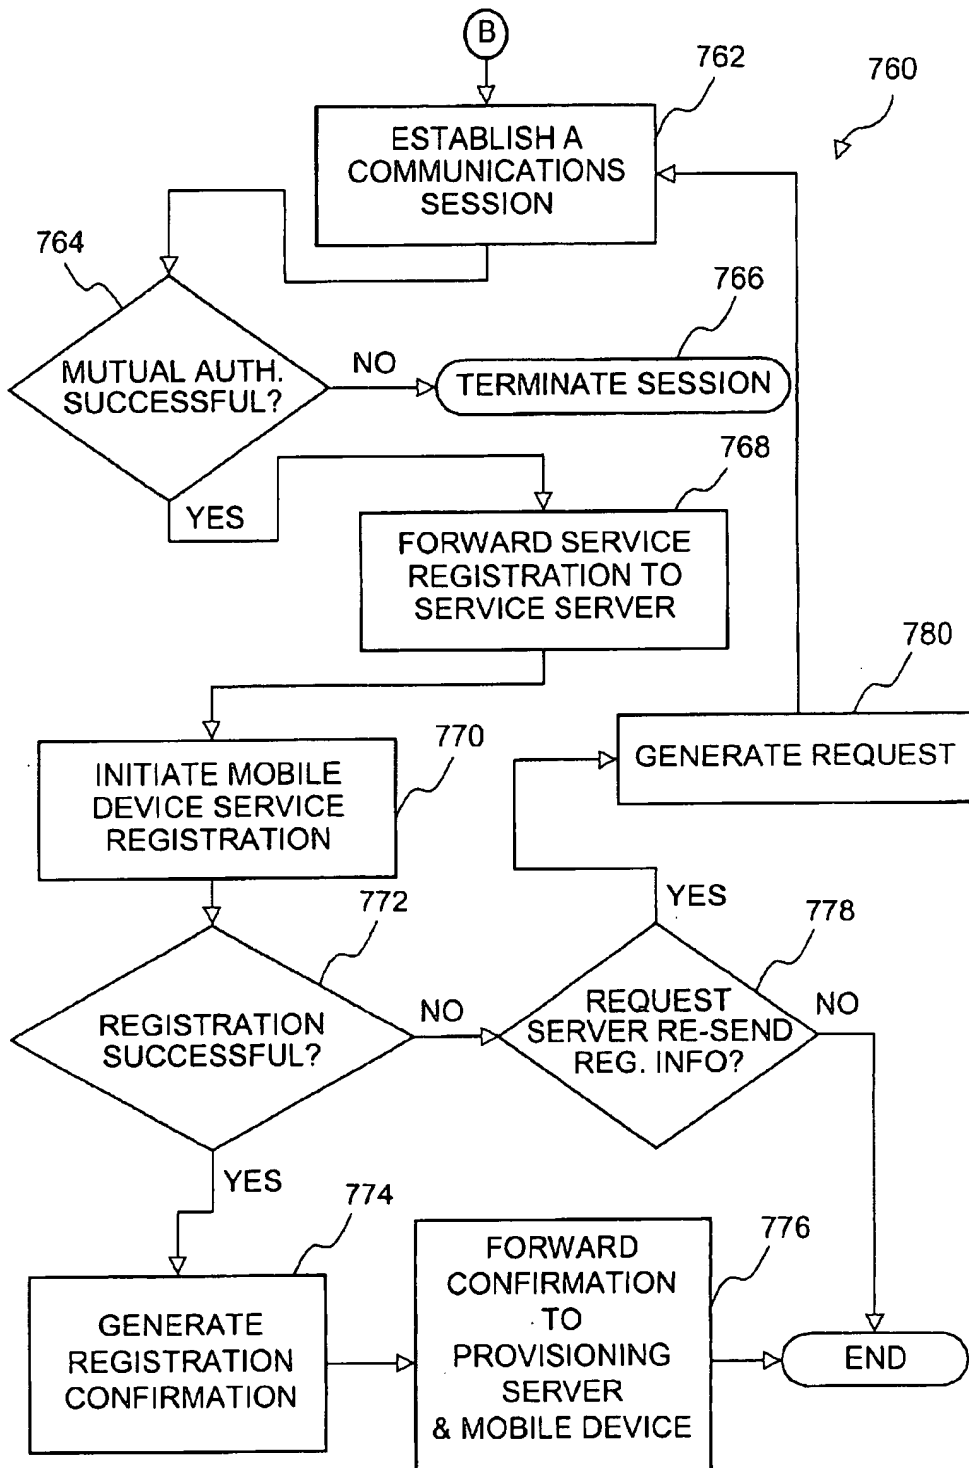 B
762
760
ESTABLISH A
COMMUNICATIONS
SESSION
764
766
MUTUAL AUTH.
SUCCESSFUL?
NO
TERMINATE SESSION
768
YES
FORWARD SERVICE
REGISTRATION TO
SERVICE SERVER
780
770
GENERATE REQUEST
INITIATE MOBILE
DEVICE SERVICE
REGISTRATION
772
YES
778
REGISTRATION
SUCCESSFUL?
NO
REQUEST
SERVER RE-SEND
REG. INFO?
NO
YES
774
776
GENERATE
REGISTRATION
CONFIRMATION
FORWARD
CONFIRMATION
TO
PROVISIONING
SERVER
& MOBILE DEVICE
END